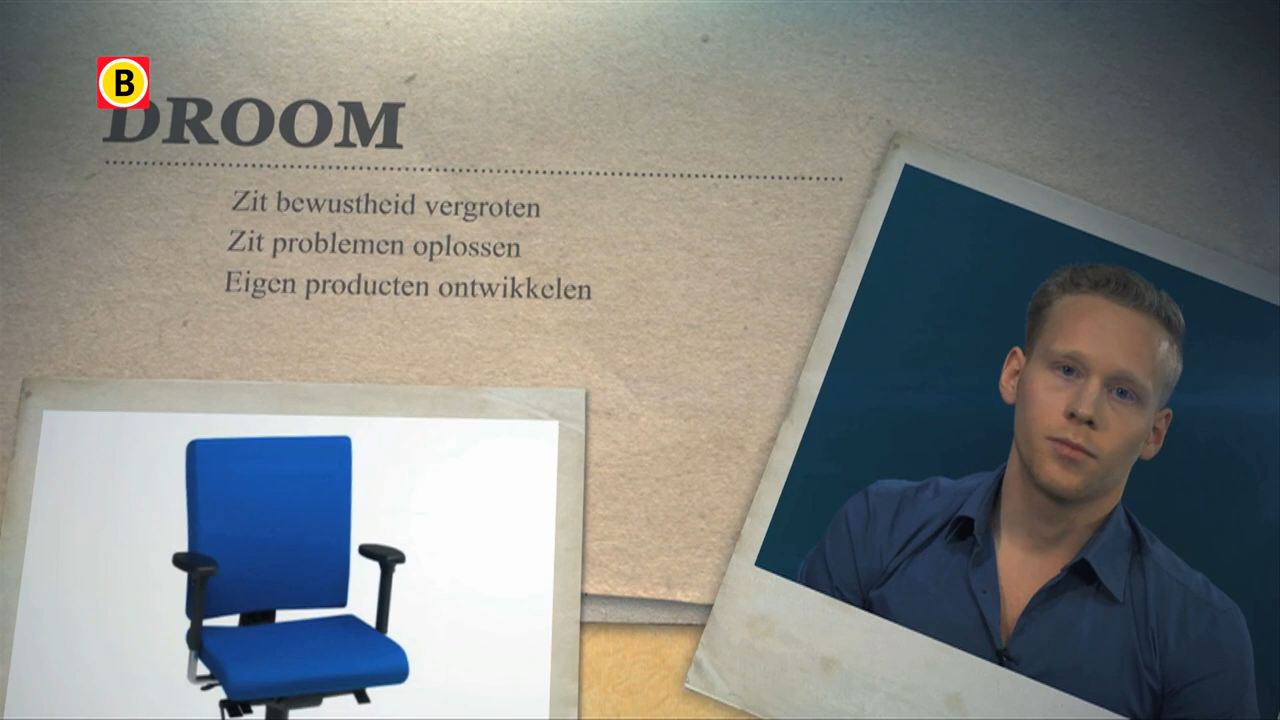 B
DROOM
Zit bewustheid vergroten
Zit problemen oplossen
Eigen producten ontwikkelen